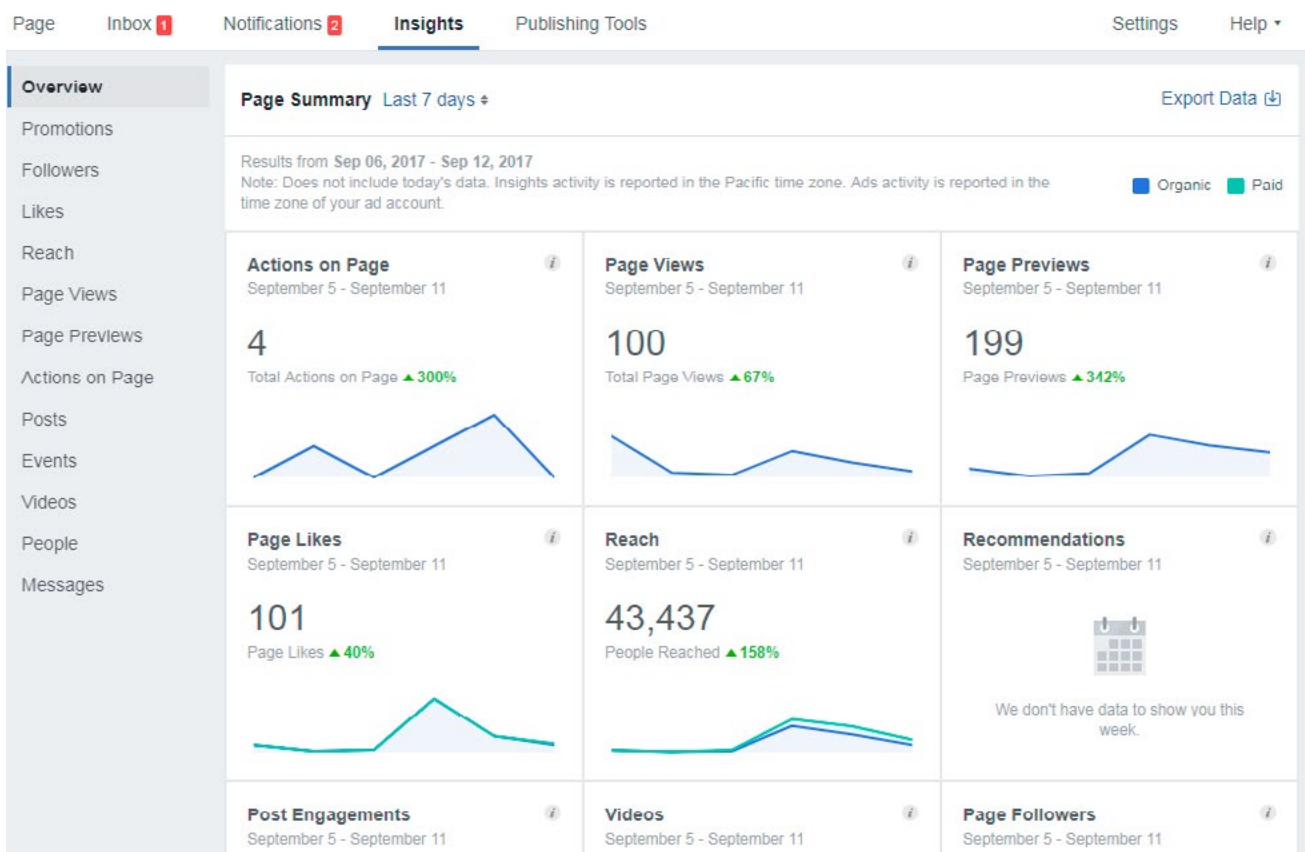 Page Inbox 1 Notifications 2 Insights Publishing Tools Settings Help
Overview
Promotions
Followers
Likes
Reach
Page Views
Page Previews
Actions on Page
Posts
Events
Videos
People
Messages
Page Summary Last 7 days
Export Data
Results from Sep 06, 2017 - Sep 12, 2017
Note: Does not include today's data. Insights activity is reported in the Pacific time zone. Ads activity is reported in the
time zone of your ad account.
Organic Paid
Actions on Page i
September 5 - September 11
4
Total Actions on Page ▲ 300%
Page Views i
September 5 - September 11
100
Total Page Views ▲ 67%
Page Previews i
September 5 - September 11
199
Page Previews ▲ 342%
Page Likes i
September 5 - September 11
101
Page Likes ▲ 40%
Reach i
September 5 - September 11
43,437
People Reached ▲ 158%
Recommendations i
September 5 - September 11
We don't have data to show you this
week.
Post Engagements i
September 5 - September 11
Videos i
September 5 - September 11
Page Followers i
September 5 - September 11